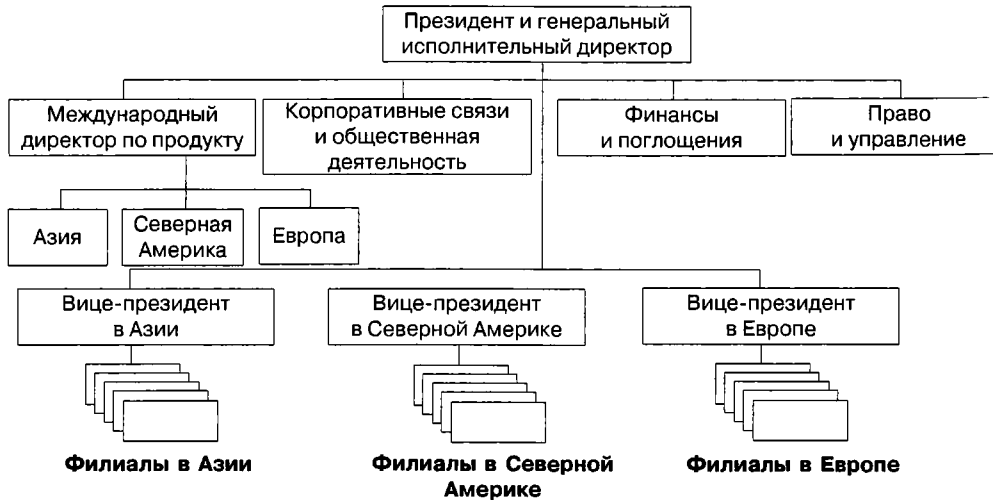 Президент и генеральный
исполнительный директор
Международный
директор по продукту
Корпоративные связи
и общественная
деятельность
Финансы
и поглощения
Право
и управление
Азия
Северная
Америка
Европа
Вице-президент
в Азии
Вице-президент
в Северной Америке
Вице-президент
в Европе
Филиалы в Азии
Филиалы в Северной
Америке
Филиалы в Европе